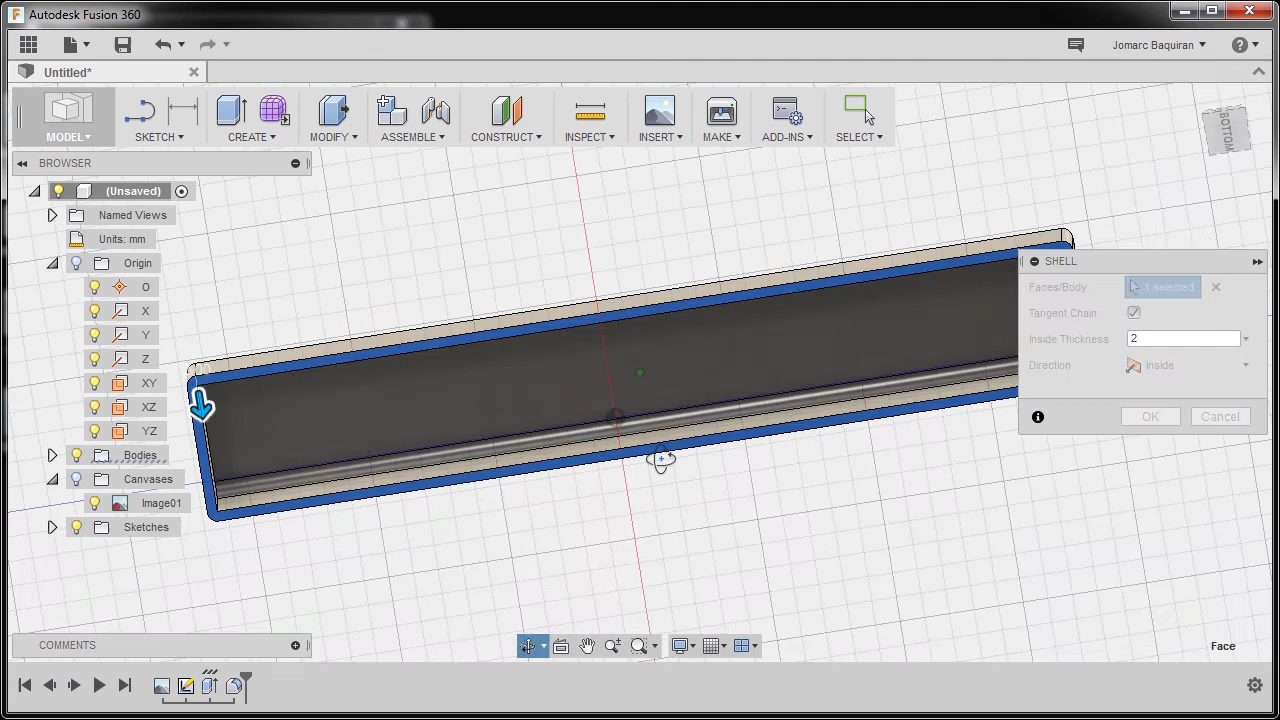 Autodesk Fusion 360
Jomarc Baquiran
Untitled*
MODEL
SKETCH
CREATE
MODIFY
ASSEMBLE
CONSTRUCT
INSPECT
INSERT
MAKE
ADD-INS
SELECT
BOTTOM
BROWSER
(Unsaved)
Named Views
Units: mm
Origin
O
X
Y
Z
XY
XZ
YZ
Bodies
Canvases
Image01
Sketches
SHELL
Faces/Body 1 selected
Tangent Chain
Inside Thickness 2
Direction Inside
OK Cancel
COMMENTS
Face